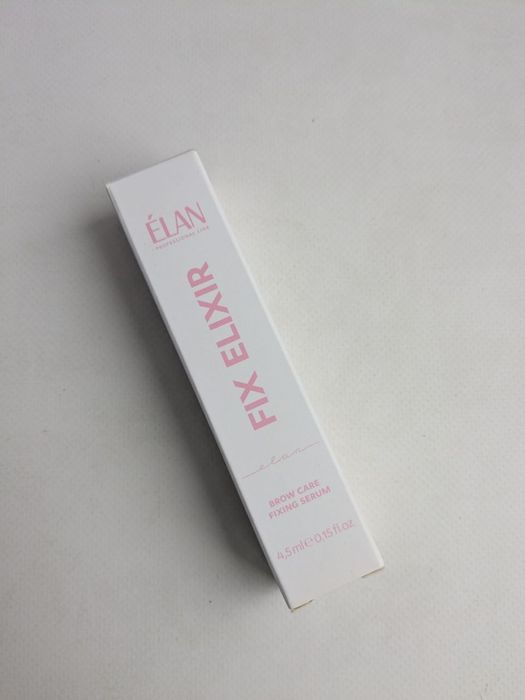 ÉLAN
PROFESSIONAL LINE
FIX ELIXIR
elan
BROW CARE
FIXING SERUM
4,5 ml ℮ 0,15 fl.oz